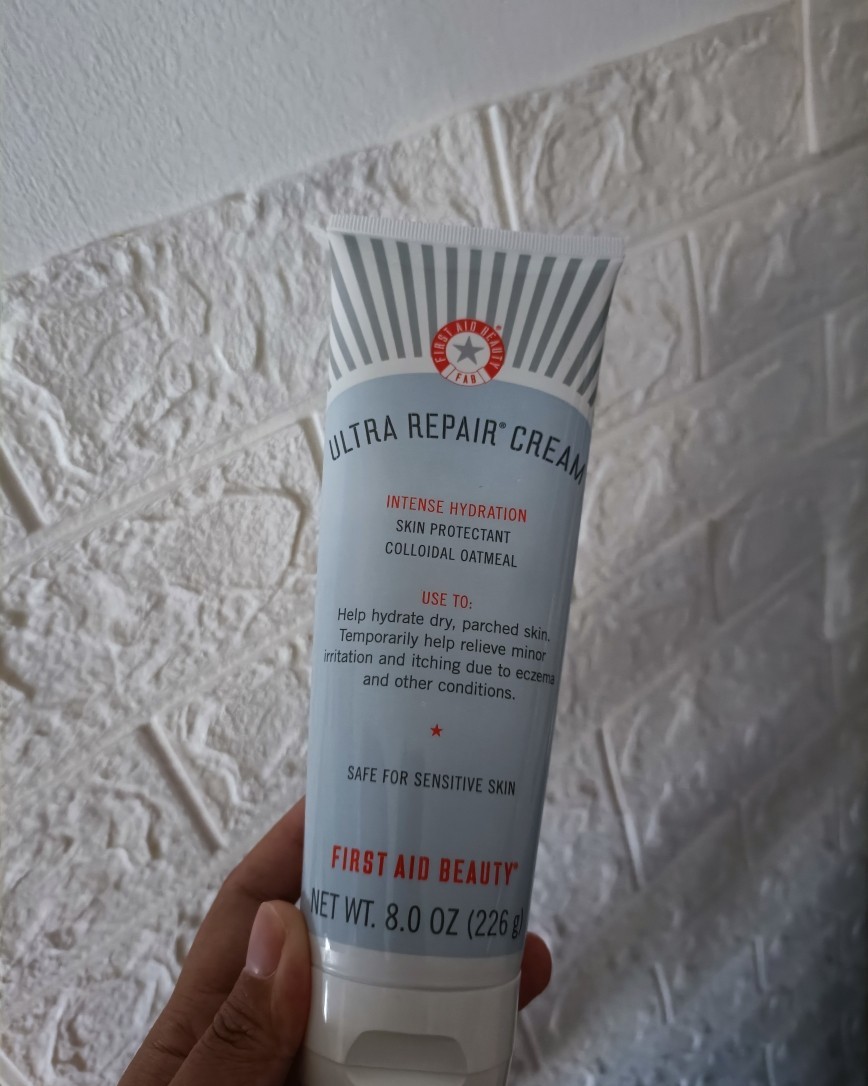 FIRST AID BEAUTY®
FAB
ULTRA REPAIR® CREAM
INTENSE HYDRATION
SKIN PROTECTANT
COLLOIDAL OATMEAL
USE TO:
Help hydrate dry, parched skin.
Temporarily help relieve minor
irritation and itching due to eczema
and other conditions.
SAFE FOR SENSITIVE SKIN
FIRST AID BEAUTY®
NET WT. 8.0 OZ (226 g)